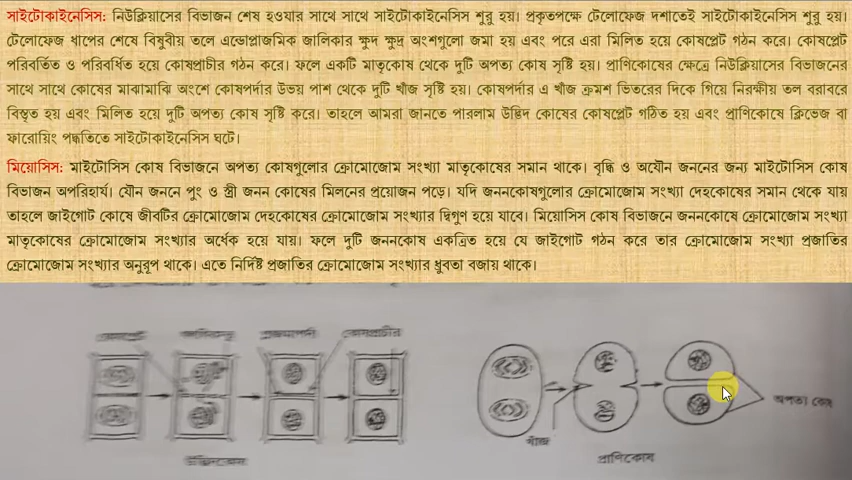 সাইটোকাইনেসিস: নিউক্লিয়াসের বিভাজন শেষ হওযার সাথে সাথে সাইটোকাইনেসিস শুরু হয়। প্রকৃতপক্ষে টেলোফেজ দশাতেই সাইটোকাইনেসিস শুরু হয়।
টেলোফেজ ধাপের শেষে বিষুবীয় তলে এন্ডোপ্লাজমিক জালিকার ক্ষুদ ক্ষুদ্র অংশগুলো জমা হয় এবং পরে এরা মিলিত হয়ে কোষপ্লেট গঠন করে। কোষপ্লেট
পরিবর্তিত ও পরিবর্ধিত হয়ে কোষপ্রাচীর গঠন করে। ফলে একটি মাতৃকোষ থেকে দুটি অপত্য কোষ সৃষ্টি হয়। প্রাণিকোষের ক্ষেত্রে নিউক্লিয়াসের বিভাজনের
সাথে সাথে কোষের মাঝামাঝি অংশে কোষপর্দার উভয় পাশ থেকে দুটি খাঁজ সৃষ্টি হয়। কোষপর্দার এ খাঁজ ক্রমশ ভিতরের দিকে গিয়ে নিরক্ষীয় তল বরাবরে
বিস্তৃত হয় এবং মিলিত হয়ে দুটি অপত্য কোষ সৃষ্টি করে। তাহলে আমরা জানতে পারলাম উদ্ভিদ কোষের কোষপ্লেট গঠিত হয় এবং প্রাণিকোষে ক্লিভেজ বা
ফারোয়িং পদ্ধতিতে সাইটোকাইনেসিস ঘটে।
মিয়োসিস: মাইটোসিস কোষ বিভাজনে অপত্য কোষগুলোর ক্রোমোজোম সংখ্যা মাতৃকোষের সমান থাকে। বৃদ্ধি ও অযৌন জননের জন্য মাইটোসিস কোষ
বিভাজন অপরিহার্য। যৌন জননে পুং ও স্ত্রী জনন কোষের মিলনের প্রয়োজন পড়ে। যদি জননকোষগুলোর ক্রোমোজোম সংখ্যা দেহকোষের সমান থেকে যায়
তাহলে জাইগোট কোষে জীবটির ক্রোমোজোম দেহকোষের ক্রোমোজোম সংখ্যার দ্বিগুণ হয়ে যাবে। মিয়োসিস কোষ বিভাজনে জননকোষে ক্রোমোজোম সংখ্যা
মাতৃকোষের ক্রোমোজোম সংখ্যার অর্ধেক হয়ে যায়। ফলে দুটি জননকোষ একত্রিত হয়ে যে জাইগোট গঠন করে তার ক্রোমোজোম সংখ্যা প্রজাতির
ক্রোমোজোম সংখ্যার অনুরূপ থাকে। এতে নির্দিষ্ট প্রজাতির ক্রোমোজোম সংখ্যার ধ্রুবতা বজায় থাকে।
কোষপ্লেট প্লাজমাপর্দা কোষপ্রাচীর
অপত্য কোষ
খাঁজ
উদ্ভিদকোষ প্রাণিকোষ